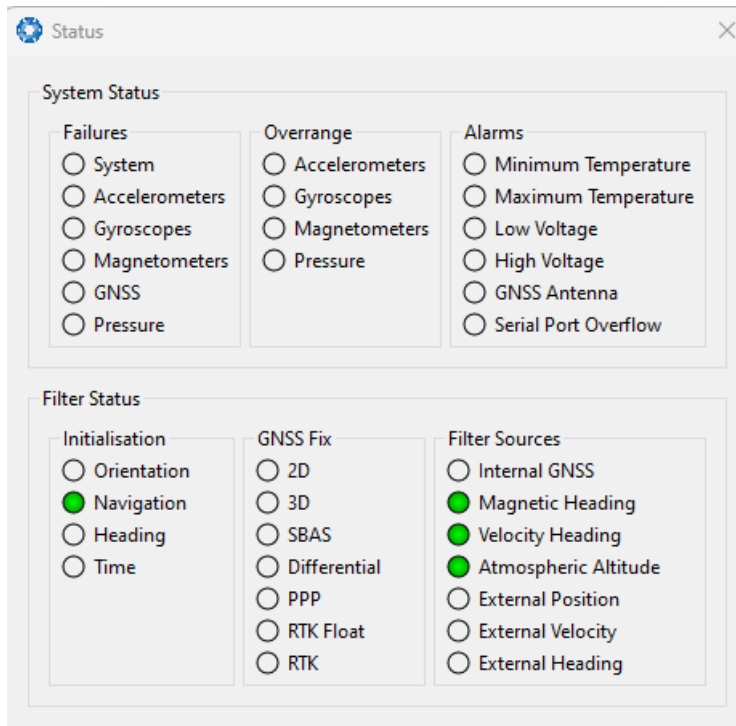 Status
System Status
Failures
System
Accelerometers
Gyroscopes
Magnetometers
GNSS
Pressure
Overrange
Accelerometers
Gyroscopes
Magnetometers
Pressure
Alarms
Minimum Temperature
Maximum Temperature
Low Voltage
High Voltage
GNSS Antenna
Serial Port Overflow
Filter Status
Initialisation
Orientation
Navigation
Heading
Time
GNSS Fix
2D
3D
SBAS
Differential
PPP
RTK Float
RTK
Filter Sources
Internal GNSS
Magnetic Heading
Velocity Heading
Atmospheric Altitude
External Position
External Velocity
External Heading